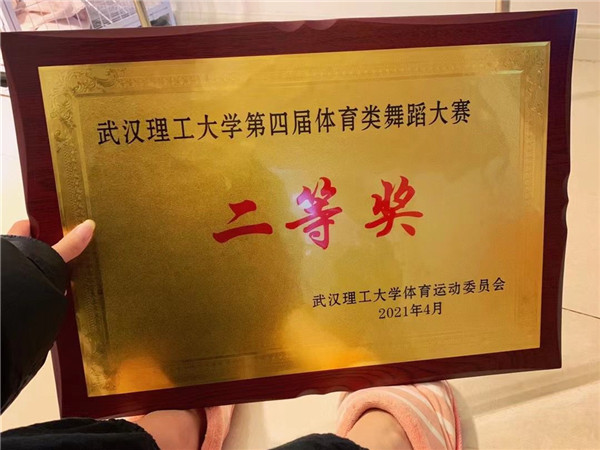 武汉理工大学第四届体育类舞蹈大赛
二等奖
武汉理工大学体育运动委员会
2021年4月